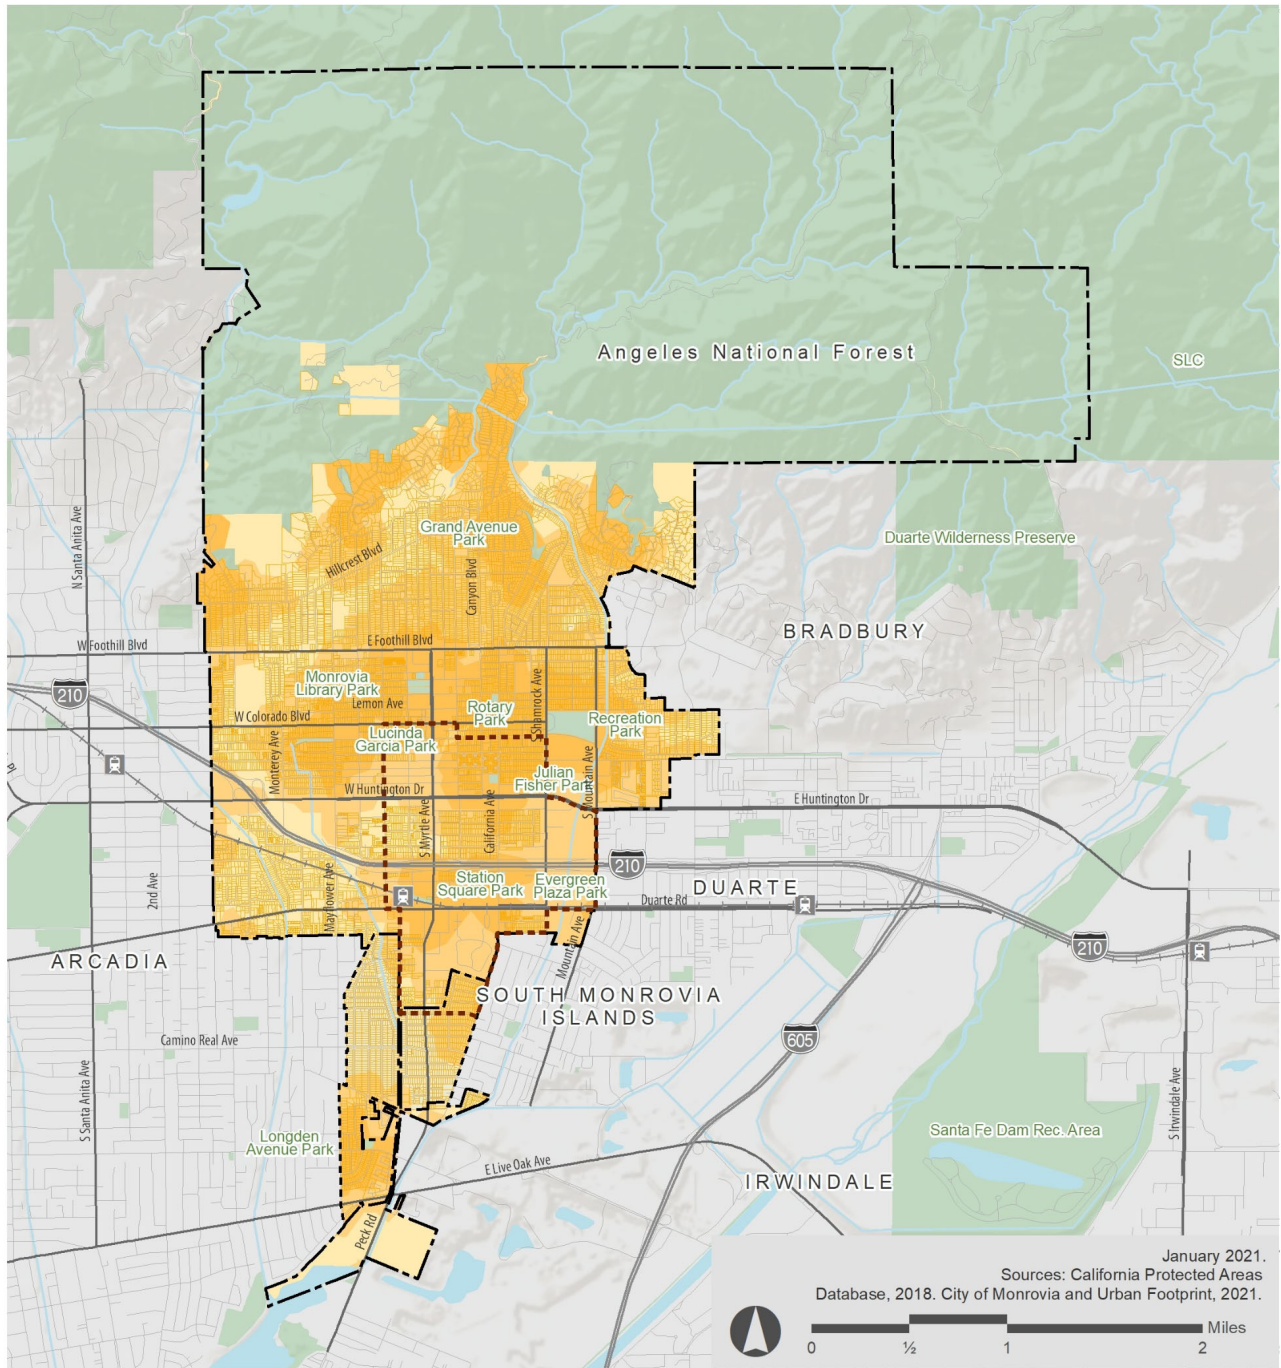 Angeles National Forest
SLC
N Santa Anita Ave
Grand Avenue
Park
Duarte Wilderness Preserve
Hillcrest Blvd
Canyon Blvd
BRADBURY
W Foothill Blvd
E Foothill Blvd
210
Monrovia
Library Park
Lemon Ave
W Colorado Blvd
Rotary
Park
S Shamrock Ave
Recreation
Park
Lucinda
Garcia Park
Monterey Ave
Julian
Fisher Park
S Mountain Ave
W Huntington Dr
E Huntington Dr
S Myrtle Ave
California Ave
210
2nd Ave
Mayflower Ave
Station
Square Park
Evergreen
Plaza Park
DUARTE
Duarte Rd
Mountain Ave
210
ARCADIA
SOUTH MONROVIA
ISLANDS
Camino Real Ave
605
S Santa Anita Ave
S Irwindale Ave
Longden
Avenue Park
Santa Fe Dam Rec. Area
E Live Oak Ave
IRWINDALE
Peck Rd
January 2021.
Sources: California Protected Areas
Database, 2018. City of Monrovia and Urban Footprint, 2021.
Miles
0 ½ 1 2